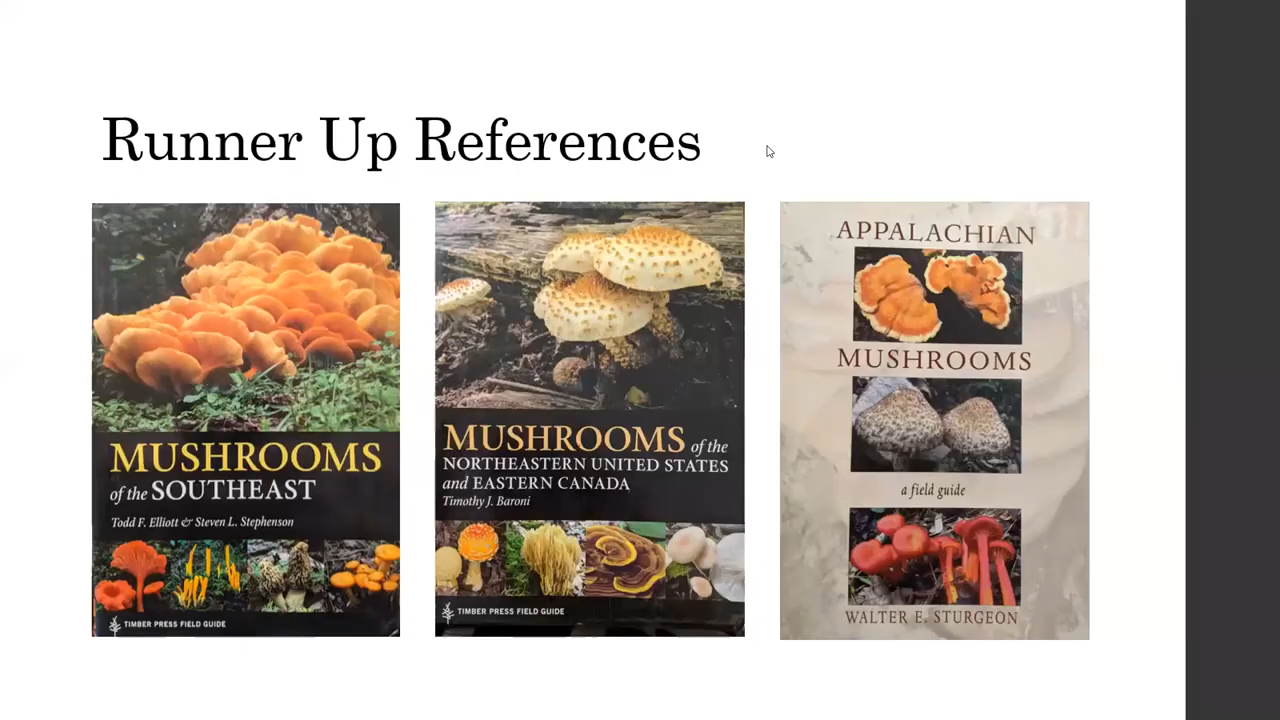 Runner Up References
MUSHROOMS
of the SOUTHEAST
Todd F. Elliott & Steven L. Stephenson
TIMBER PRESS FIELD GUIDE
MUSHROOMS of the
NORTHEASTERN UNITED STATES
and EASTERN CANADA
Timothy J. Baroni
TIMBER PRESS FIELD GUIDE
APPALACHIAN
MUSHROOMS
a field guide
WALTER E. STURGEON